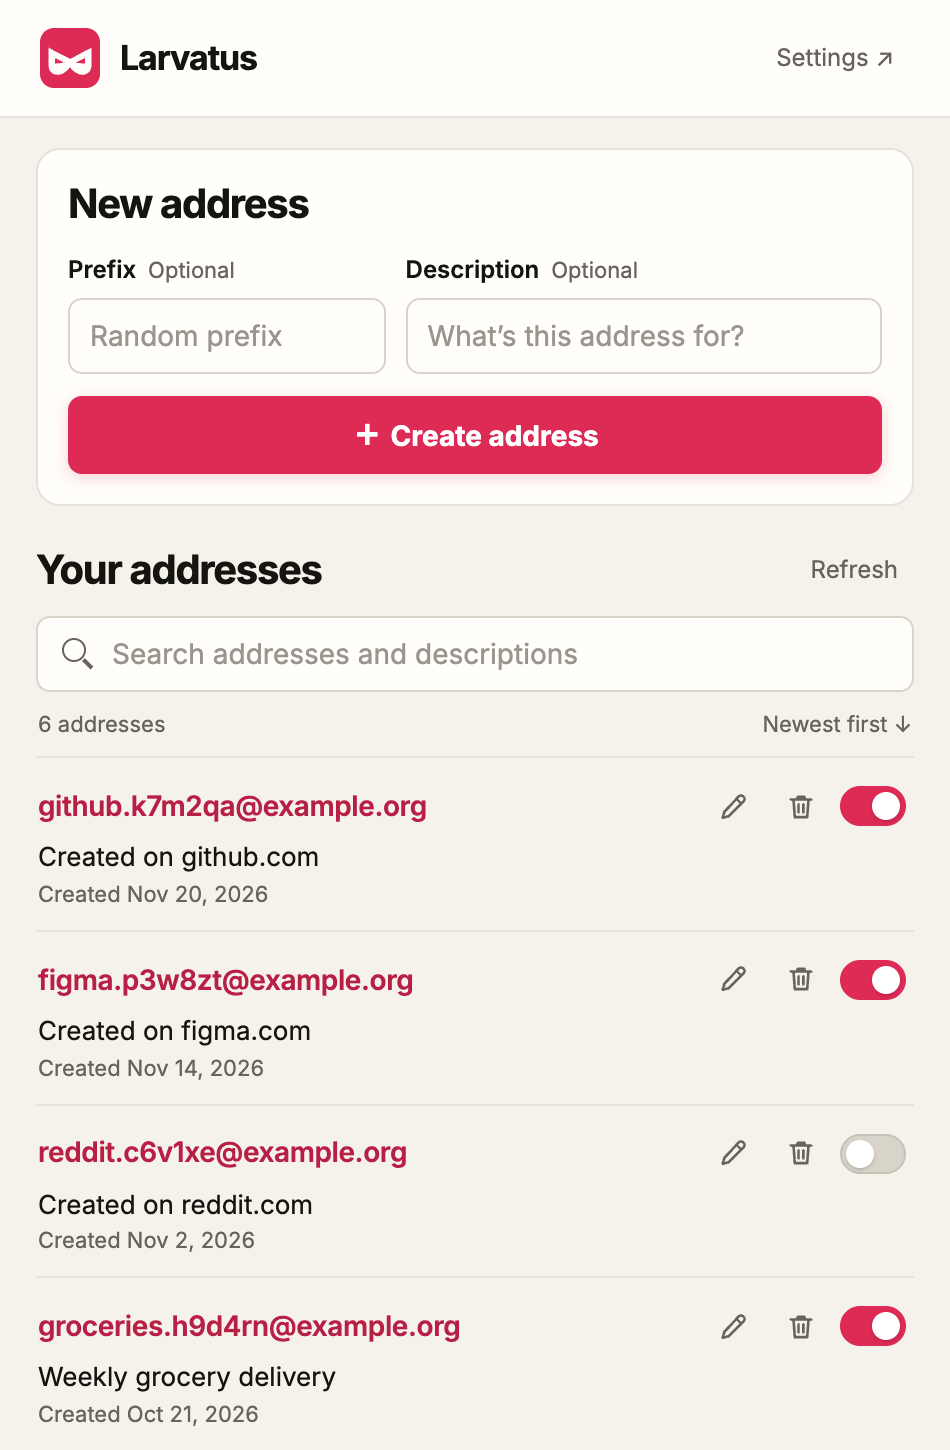 Larvatus
Settings ↗
New address
Prefix Optional
Description Optional
Random prefix
What’s this address for?
+ Create address
Your addresses
Refresh
Search addresses and descriptions
6 addresses
Newest first ↓
github.k7m2qa@example.org
Created on github.com
Created Nov 20, 2026
figma.p3w8zt@example.org
Created on figma.com
Created Nov 14, 2026
reddit.c6v1xe@example.org
Created on reddit.com
Created Nov 2, 2026
groceries.h9d4rn@example.org
Weekly grocery delivery
Created Oct 21, 2026